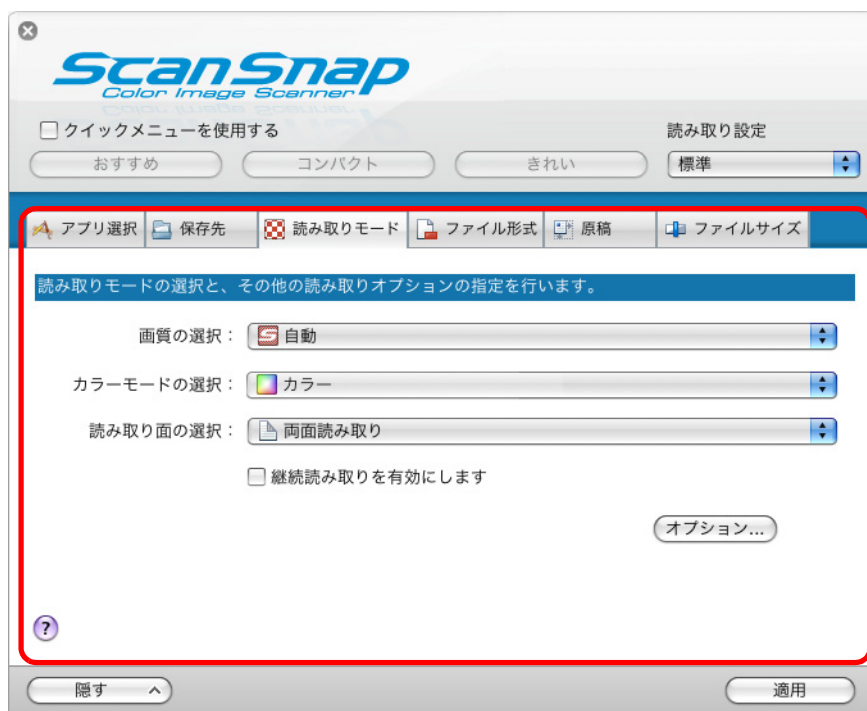 ScanSnap
Color Image Scanner
クイックメニューを使用する
読み取り設定
おすすめ コンパクト きれい 標準
アプリ選択 保存先 読み取りモード ファイル形式 原稿 ファイルサイズ
読み取りモードの選択と、その他の読み取りオプションの指定を行います。
画質の選択： 自動
カラーモードの選択： カラー
読み取り面の選択： 両面読み取り
継続読み取りを有効にします
オプション...
?
隠す 適用